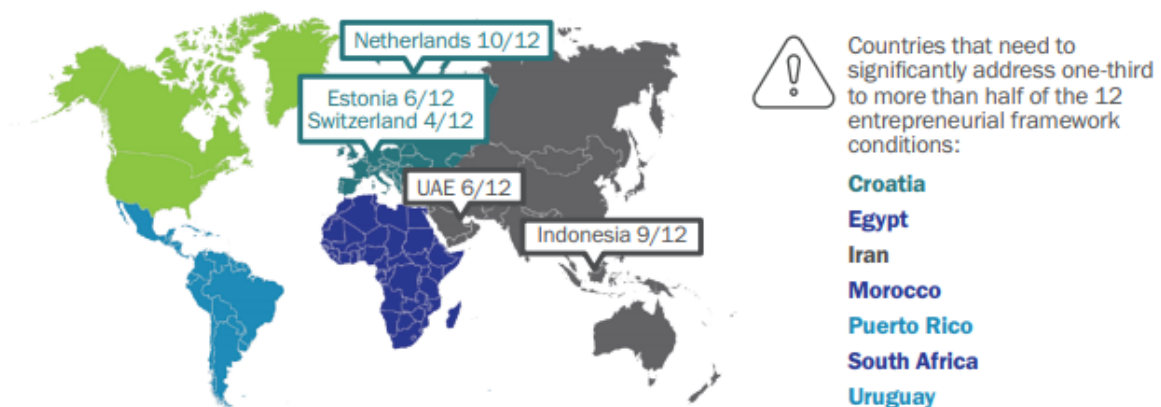 Netherlands 10/12
Estonia 6/12
Switzerland 4/12
UAE 6/12
Indonesia 9/12
Countries that need to
significantly address one-third
to more than half of the 12
entrepreneurial framework
conditions:
Croatia
Egypt
Iran
Morocco
Puerto Rico
South Africa
Uruguay